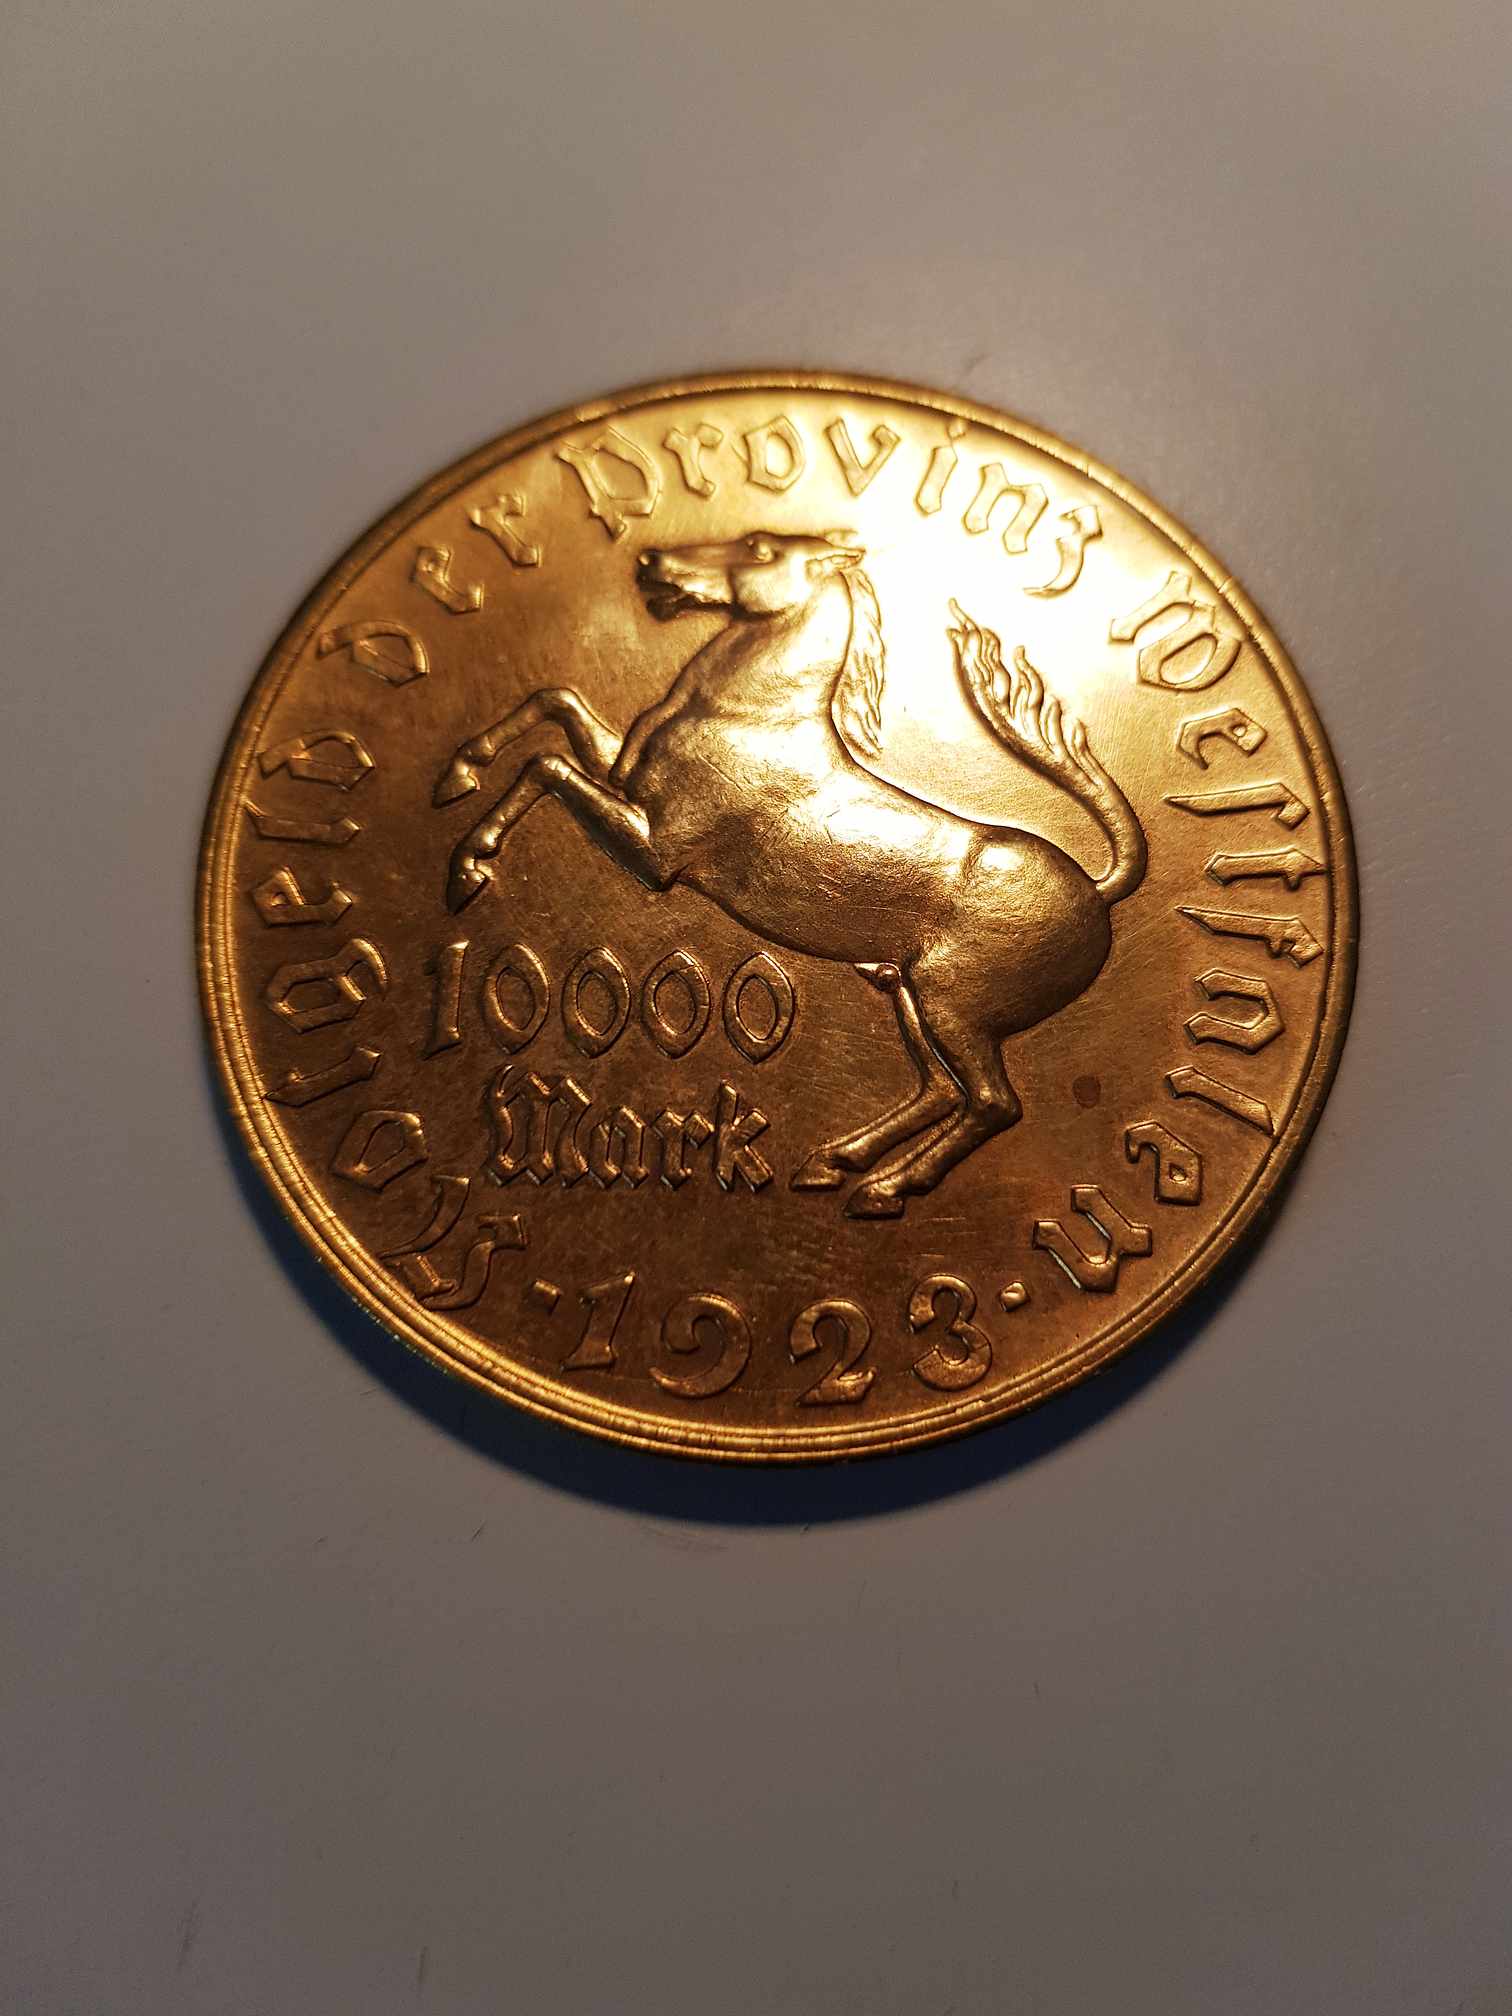 Notgeld der Provinz Westfalen
10000
Mark
·1923·